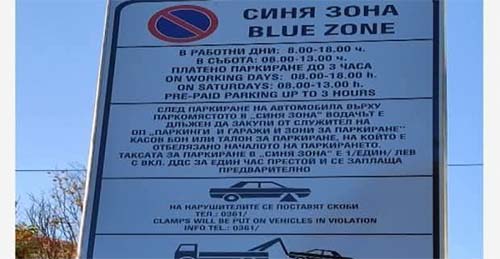 СИНЯ ЗОНА
BLUE ZONE
В РАБОТНИ ДНИ: 8.00-18.00 ч.
В СЪБОТА: 08.00-13.00 ч.
ПЛАТЕНО ПАРКИРАНЕ ДО 3 ЧАСА
ON WORKING DAYS: 08.00-18.00 h.
ON SATURDAYS: 08.00-13.00 h.
PRE-PAID PARKING UP TO 3 HOURS
СЛЕД ПАРКИРАНЕ НА АВТОМОБИЛА ВЪРХУ
ПАРКОМЯСТОТО В „СИНЯ ЗОНА" ВОДАЧЪТ Е
ДЛЪЖЕН ДА ЗАКУПИ ОТ СЛУЖИТЕЛ НА
ОП „ПАРКИНГИ И ГАРАЖИ И ЗОНИ ЗА ПАРКИРАНЕ"
КАСОВ БОН ИЛИ ТАЛОН ЗА ПАРКИРАНЕ, НА КОЙТО Е
ОТБЕЛЯЗАНО НАЧАЛОТО НА ПАРКИРАНЕТО.
ТАКСАТА ЗА ПАРКИРАНЕ В „СИНЯ ЗОНА" Е 1/ЕДИН/ ЛЕВ
С ВКЛ. ДДС ЗА ЕДИН ЧАС ПРЕСТОЙ И СЕ ЗАПЛАЩА
ПРЕДВАРИТЕЛНО
НА НАРУШИТЕЛИТЕ СЕ ПОСТАВЯТ СКОБИ
ТЕЛ.: 0361/
CLAMPS WILL BE PUT ON VEHICLES IN VIOLATION
INFO TEL.: 0361/